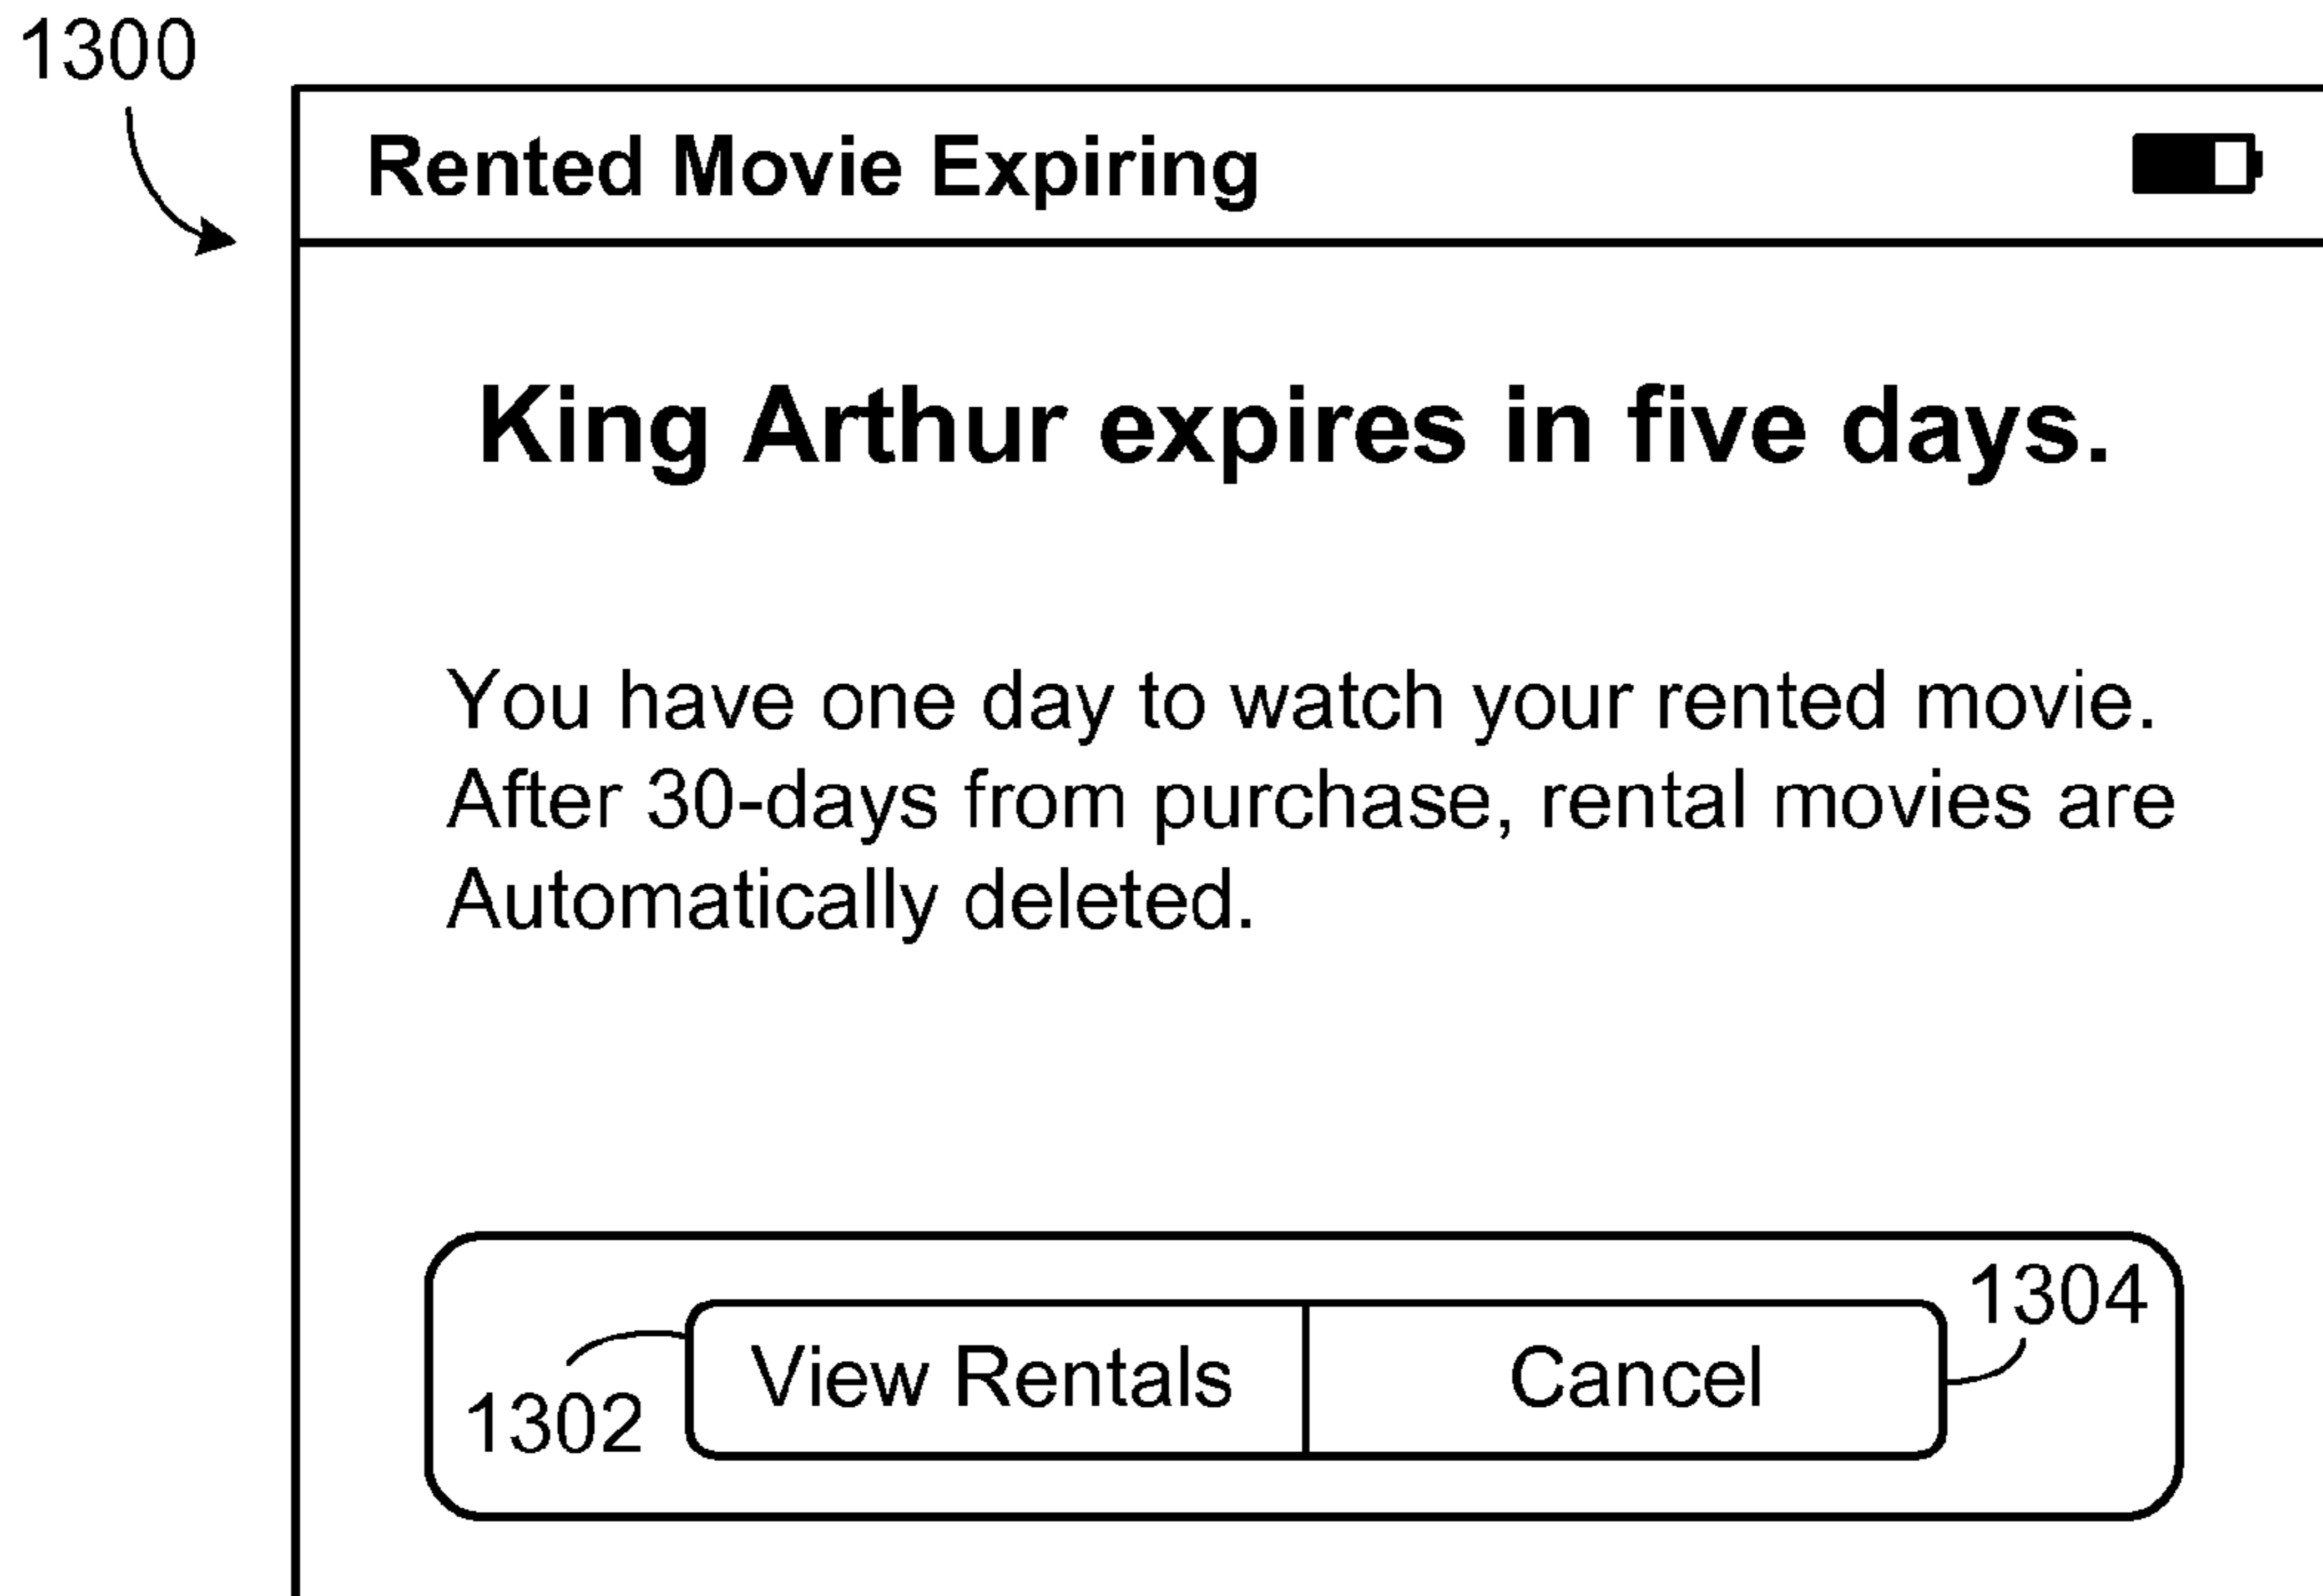 1300
Rented Movie Expiring
King Arthur expires in five days.
You have one day to watch your rented movie.
After 30-days from purchase, rental movies are
Automatically deleted.
1304
View Rentals
Cancel
1302